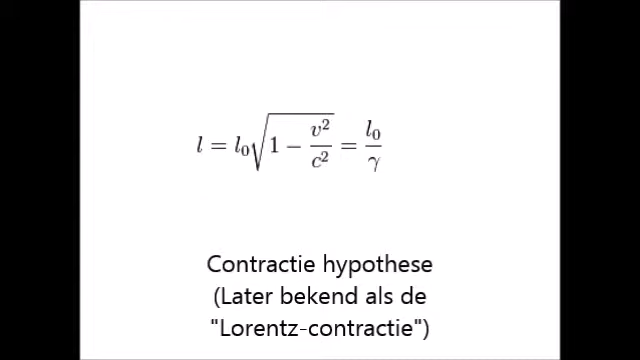 l = l₀√(1 − v²/c²) = l₀/γ
Contractie hypothese
(Later bekend als de
"Lorentz-contractie")